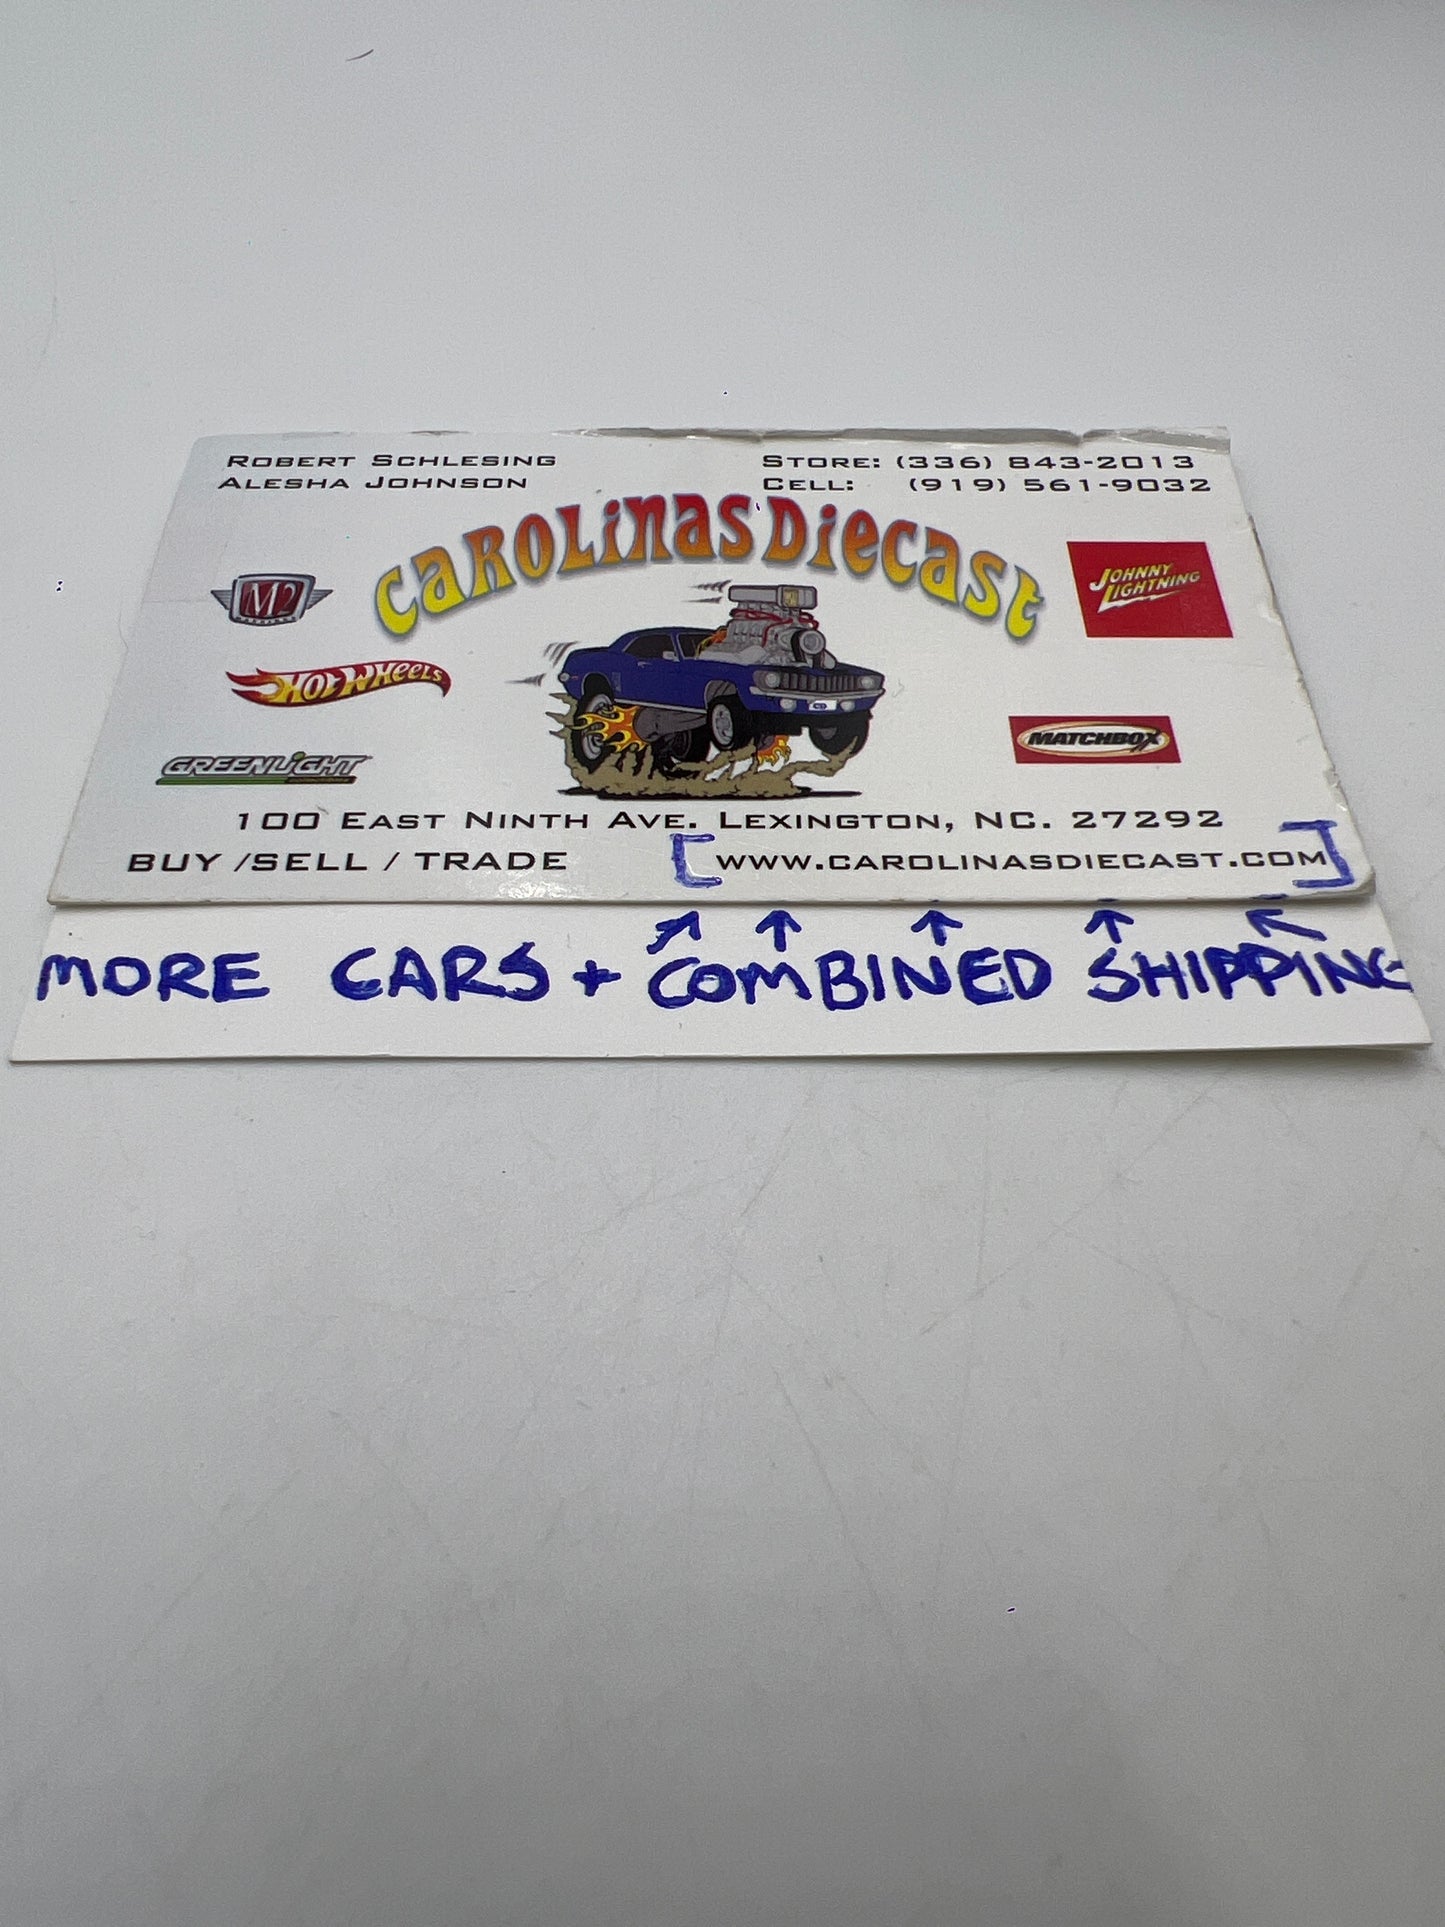 ROBERT SCHLESING
ALESHA JOHNSON
STORE: (336) 843-2013
CELL: (919) 561-9032
CAROLINAS DIECAST
M2
JOHNNY LIGHTNING
HOT WHEELS
CD
MATCHBOX
GREENLIGHT
100 EAST NINTH AVE. LEXINGTON, NC. 27292
BUY /SELL / TRADE [WWW.CAROLINASDIECAST.COM]
MORE CARS + COMBINED SHIPPING